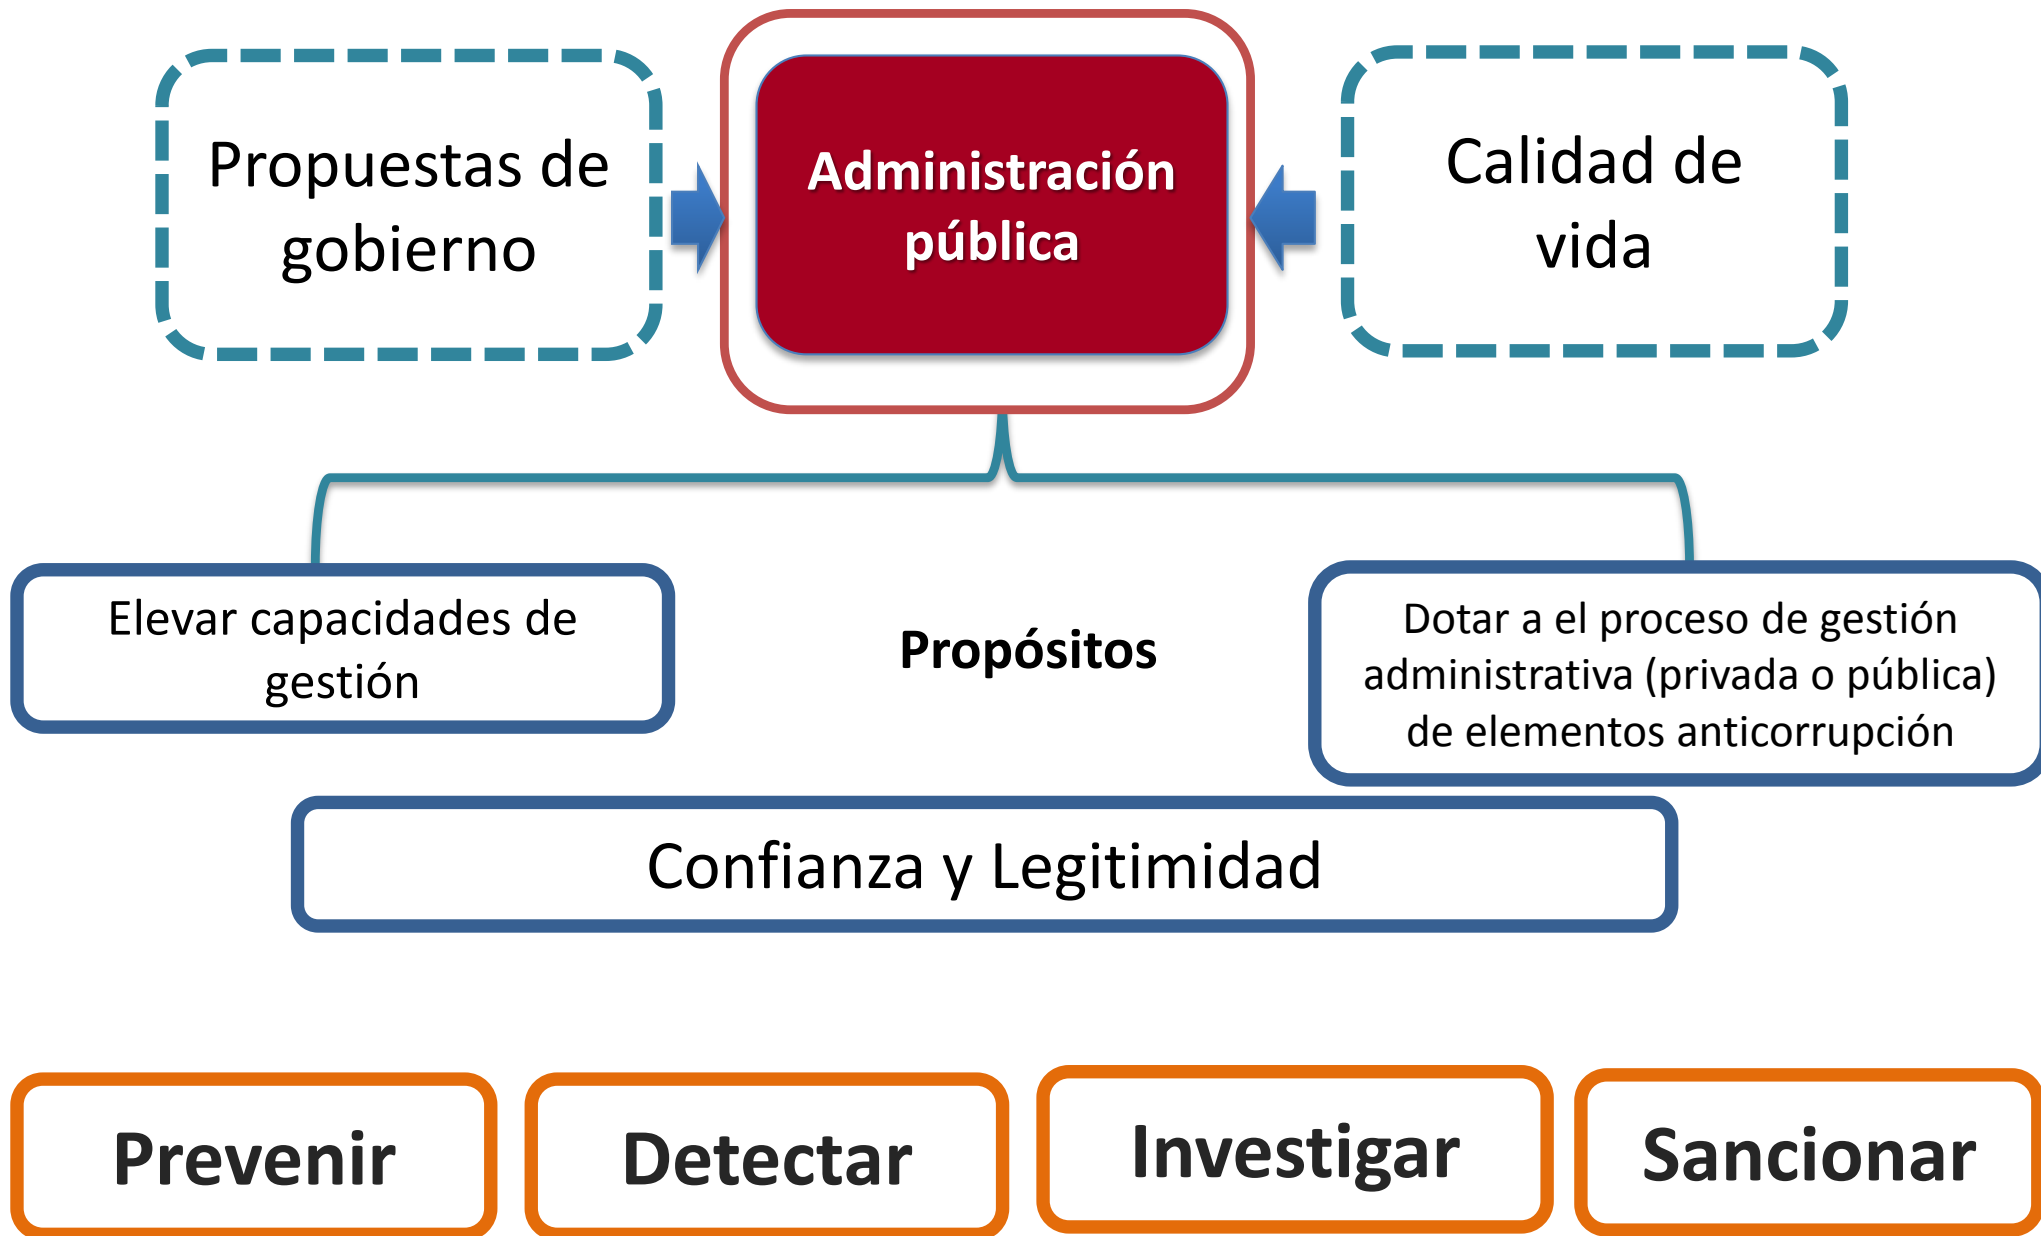 Propuestas de
gobierno
Administración
pública
Calidad de
vida
Elevar capacidades de
gestión
Propósitos
Dotar a el proceso de gestión
administrativa (privada o pública)
de elementos anticorrupción
Confianza y Legitimidad
Prevenir
Detectar
Investigar
Sancionar